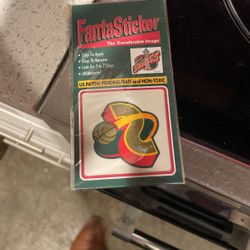 FantaSticker
The Transferable Image
• Easy To Apply
• Easy To Remove
• Lasts for 5 to 7 Days
• Waterproof
US PATENT PENDING/SAFE and NON-TOXIC